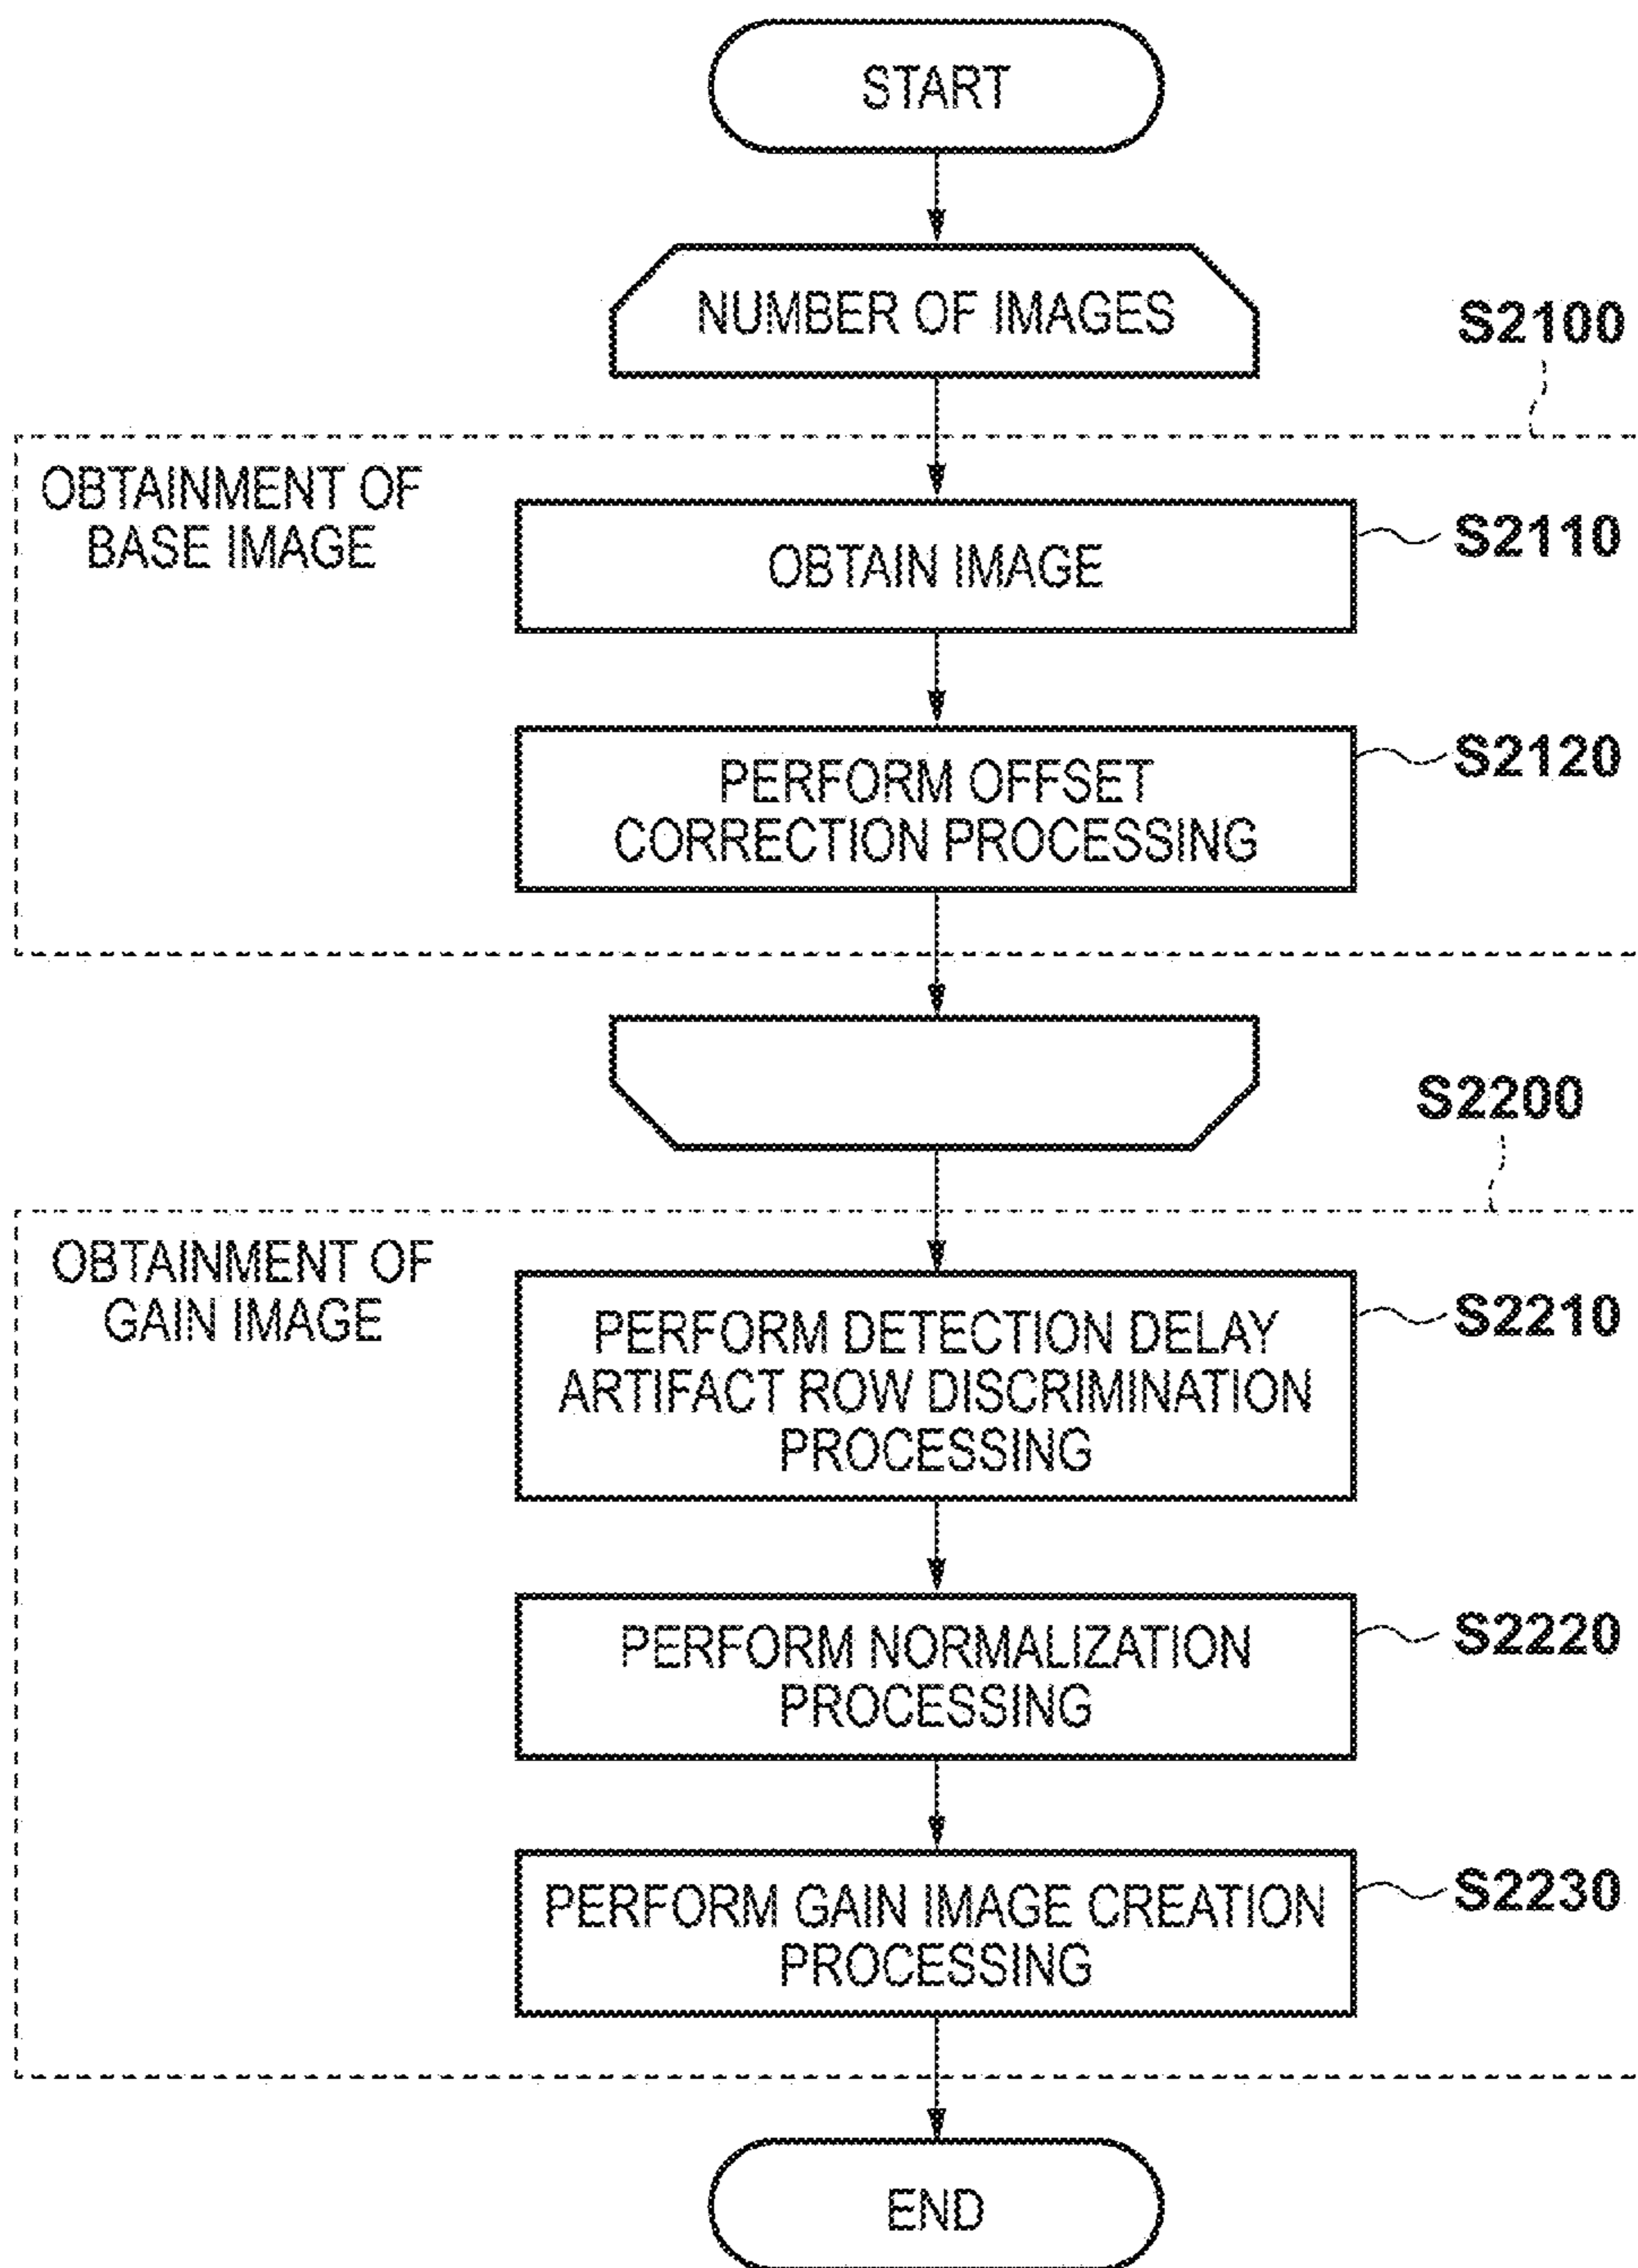 START
NUMBER OF IMAGES
S2100
OBTAINMENT OF
BASE IMAGE
OBTAIN IMAGE
S2110
PERFORM OFFSET
CORRECTION PROCESSING
S2120
S2200
OBTAINMENT OF
GAIN IMAGE
PERFORM DETECTION DELAY
ARTIFACT ROW DISCRIMINATION
PROCESSING
S2210
PERFORM NORMALIZATION
PROCESSING
S2220
PERFORM GAIN IMAGE CREATION
PROCESSING
S2230
END